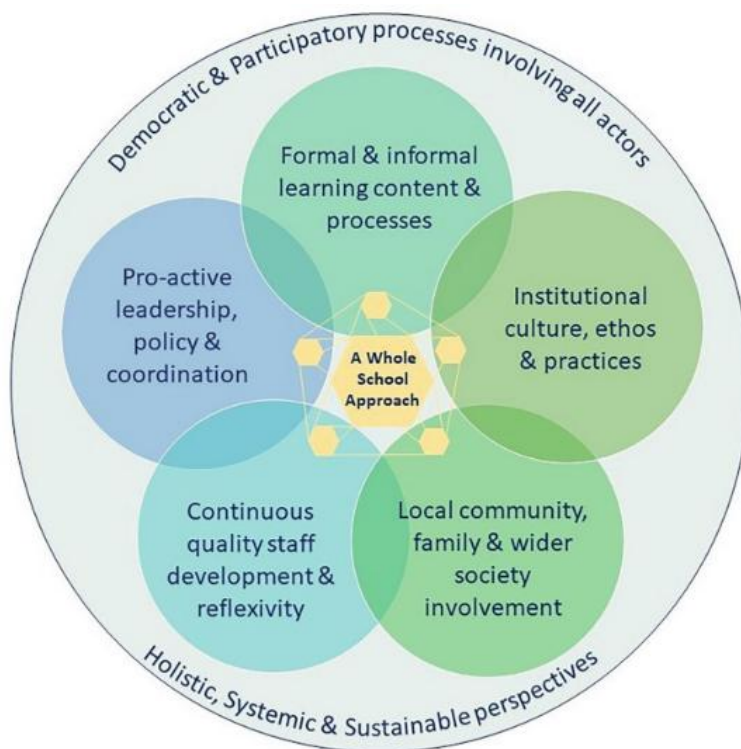 Democratic & Participatory processes involving all actors
Formal & informal
learning content &
processes
Pro-active
leadership,
policy &
coordination
Institutional
culture, ethos
& practices
A Whole
School
Approach
Continuous
quality staff
development &
reflexivity
Local community,
family & wider
society
involvement
Holistic, Systemic & Sustainable perspectives